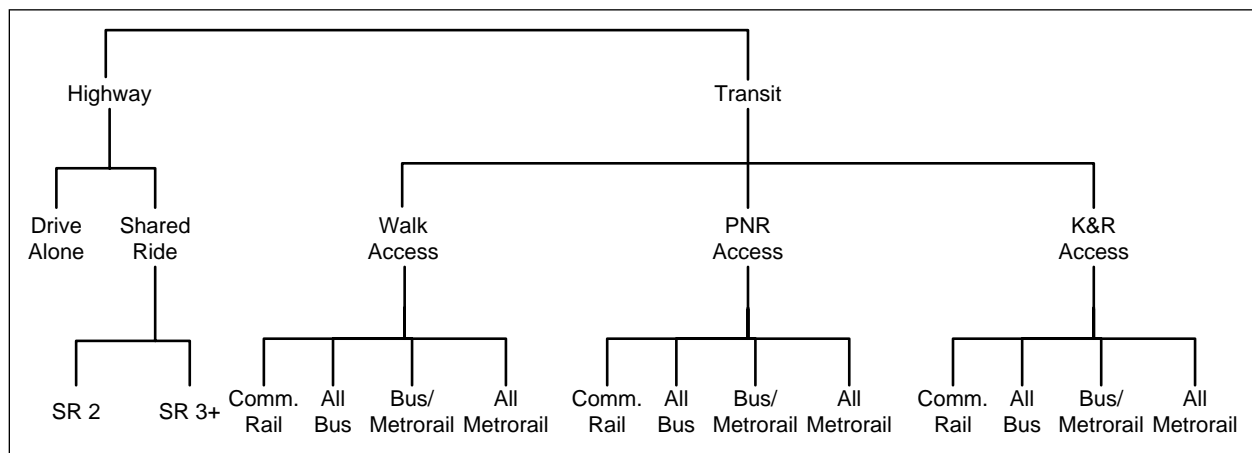 Highway
Transit
Drive
Alone
Shared
Ride
Walk
Access
PNR
Access
K&R
Access
SR 2
SR 3+
Comm.
Rail
All
Bus
Bus/
Metrorail
All
Metrorail
Comm.
Rail
All
Bus
Bus/
Metrorail
All
Metrorail
Comm.
Rail
All
Bus
Bus/
Metrorail
All
Metrorail